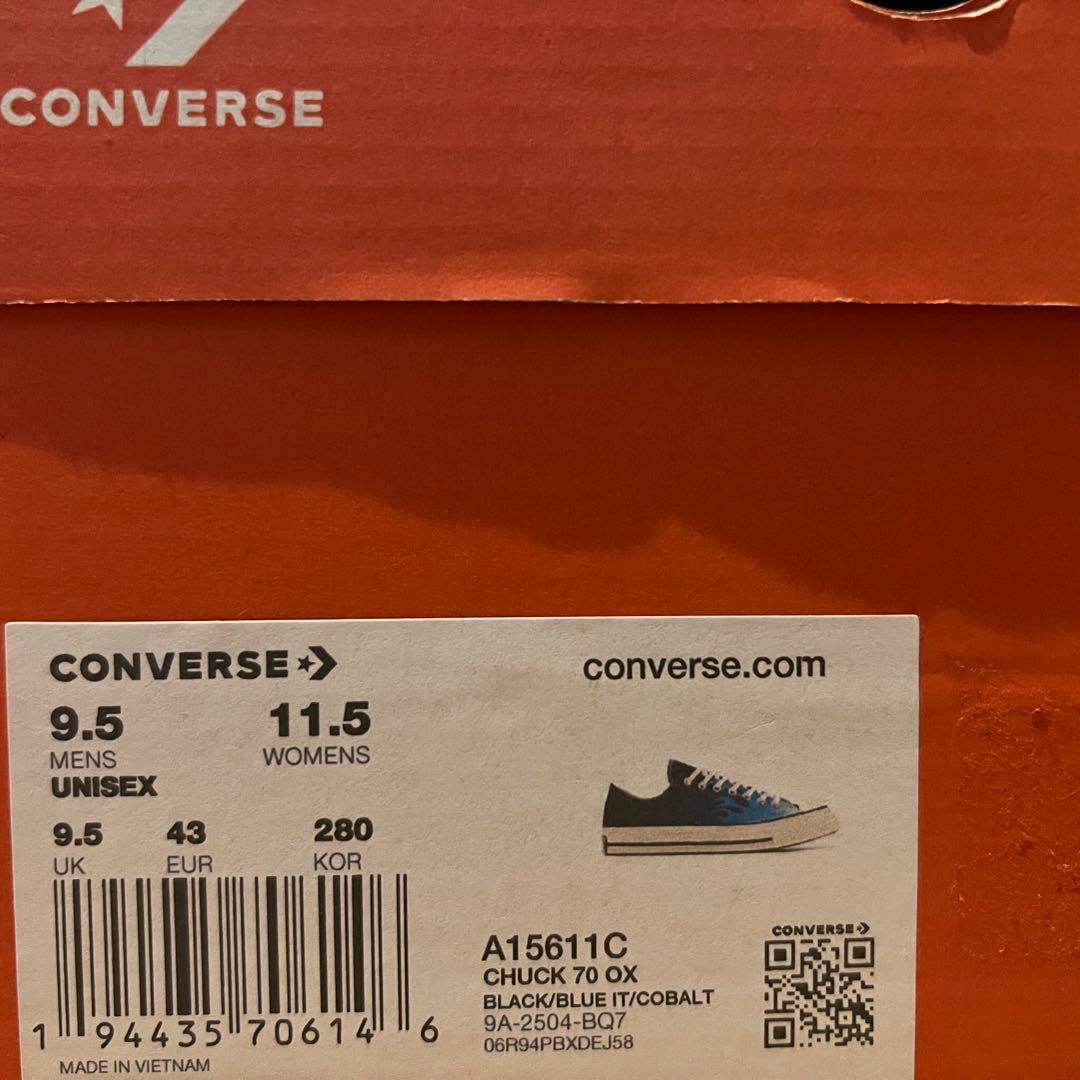 CONVERSE
CONVERSE
converse.com
9.5 11.5
MENS WOMENS
UNISEX
9.5 43 280
UK EUR KOR
1 94435 70614 6
MADE IN VIETNAM
A15611C
CHUCK 70 OX
BLACK/BLUE IT/COBALT
9A-2504-BQ7
06R94PBXDEJ58
CONVERSE